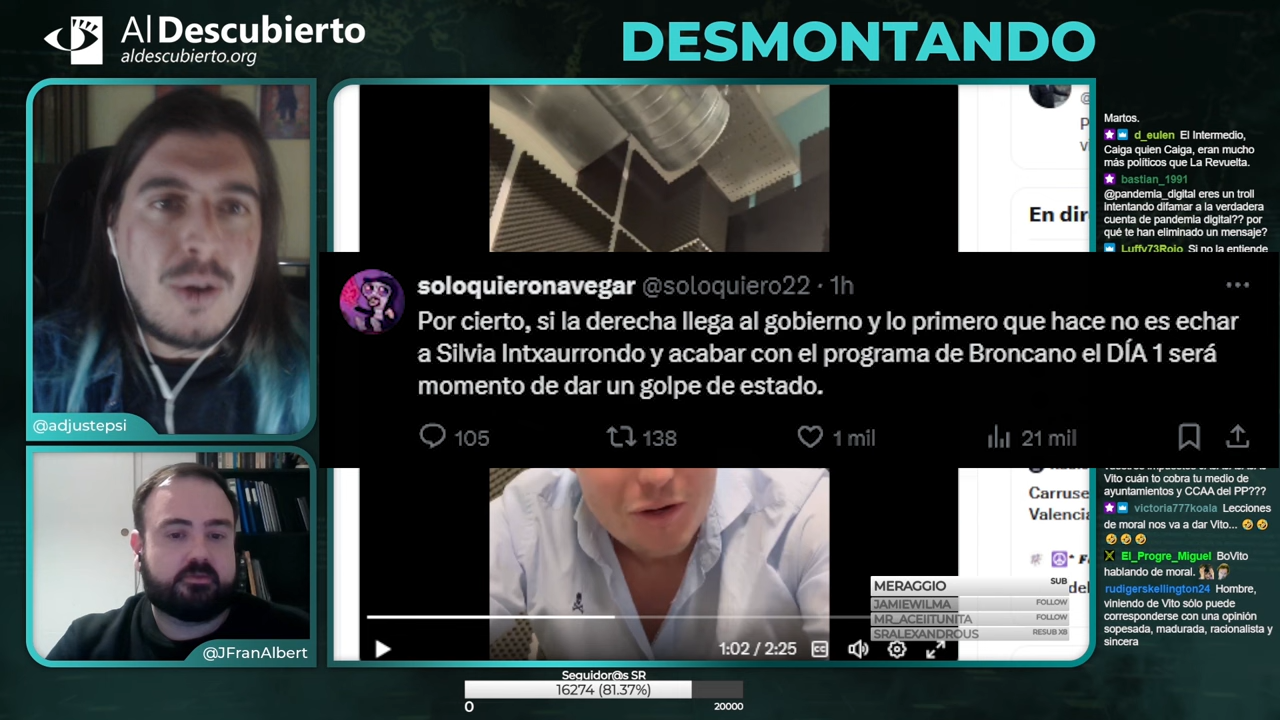 Al Descubierto
aldescubierto.org
DESMONTANDO
@adjustepsi
@JFranAlbert
En dir
soloquieronavegar @soloquiero22 · 1h
Por cierto, si la derecha llega al gobierno y lo primero que hace no es echar
a Silvia Intxaurrondo y acabar con el programa de Broncano el DÍA 1 será
momento de dar un golpe de estado.
105 138 1 mil 21 mil
Carruse
Valencia
del
MERAGGIO SUB
JAMIEWILMA FOLLOW
MR_ACEIITUNITA FOLLOW
SRALEXANDROUS RESUB X8
1:02 / 2:25
Martos.
d_eulen El Intermedio,
Caiga quien Caiga, eran mucho
más políticos que La Revuelta.
bastian_1991
@pandemia_digital eres un troll
intentando difamar a la verdadera
cuenta de pandemia digital?? por
qué te han eliminado un mensaje?
Luffy73Rojo Si no la entiende
Vito cuán to cobra tu medio de
ayuntamientos y CCAA del PP???
victoria777koala Lecciones
de moral nos va a dar Vito... 🤣🤣
🤣🤣🤣
El_Progre_Miguel BoVito
hablando de moral.
rudigerskellington24 Hombre,
viniendo de Vito sólo puede
corresponderse con una opinión
sopesada, madurada, racionalista y
sincera
Seguidor@s SR
16274 (81.37%)
0 20000